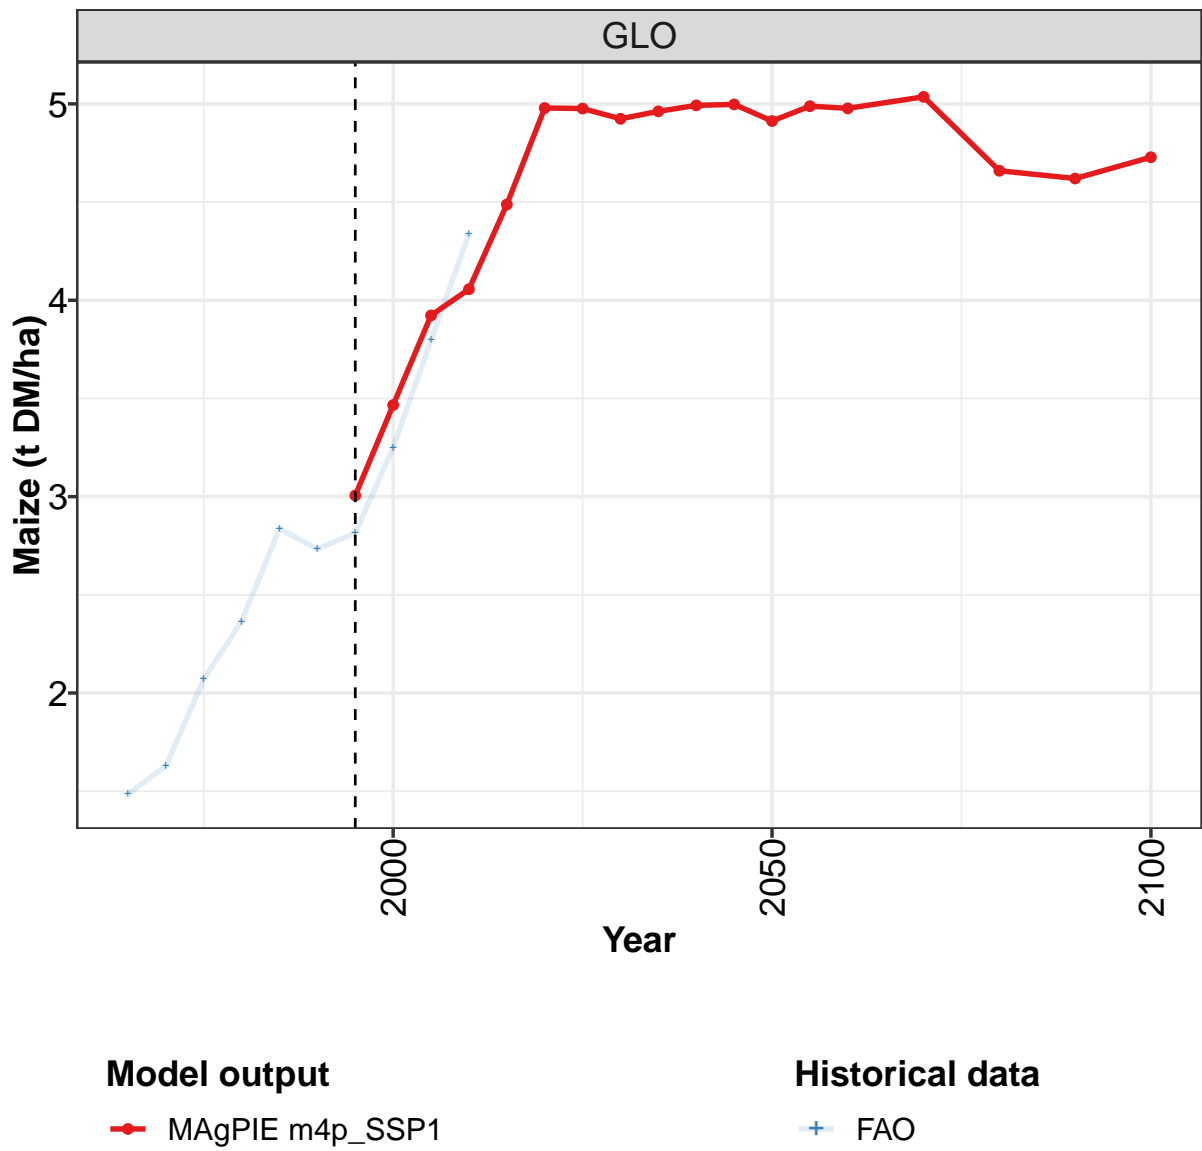 GLO
5
4
3
2
Maize (t DM/ha)
2000
2050
2100
Year
Model output
MAgPIE m4p_SSP1
Historical data
FAO